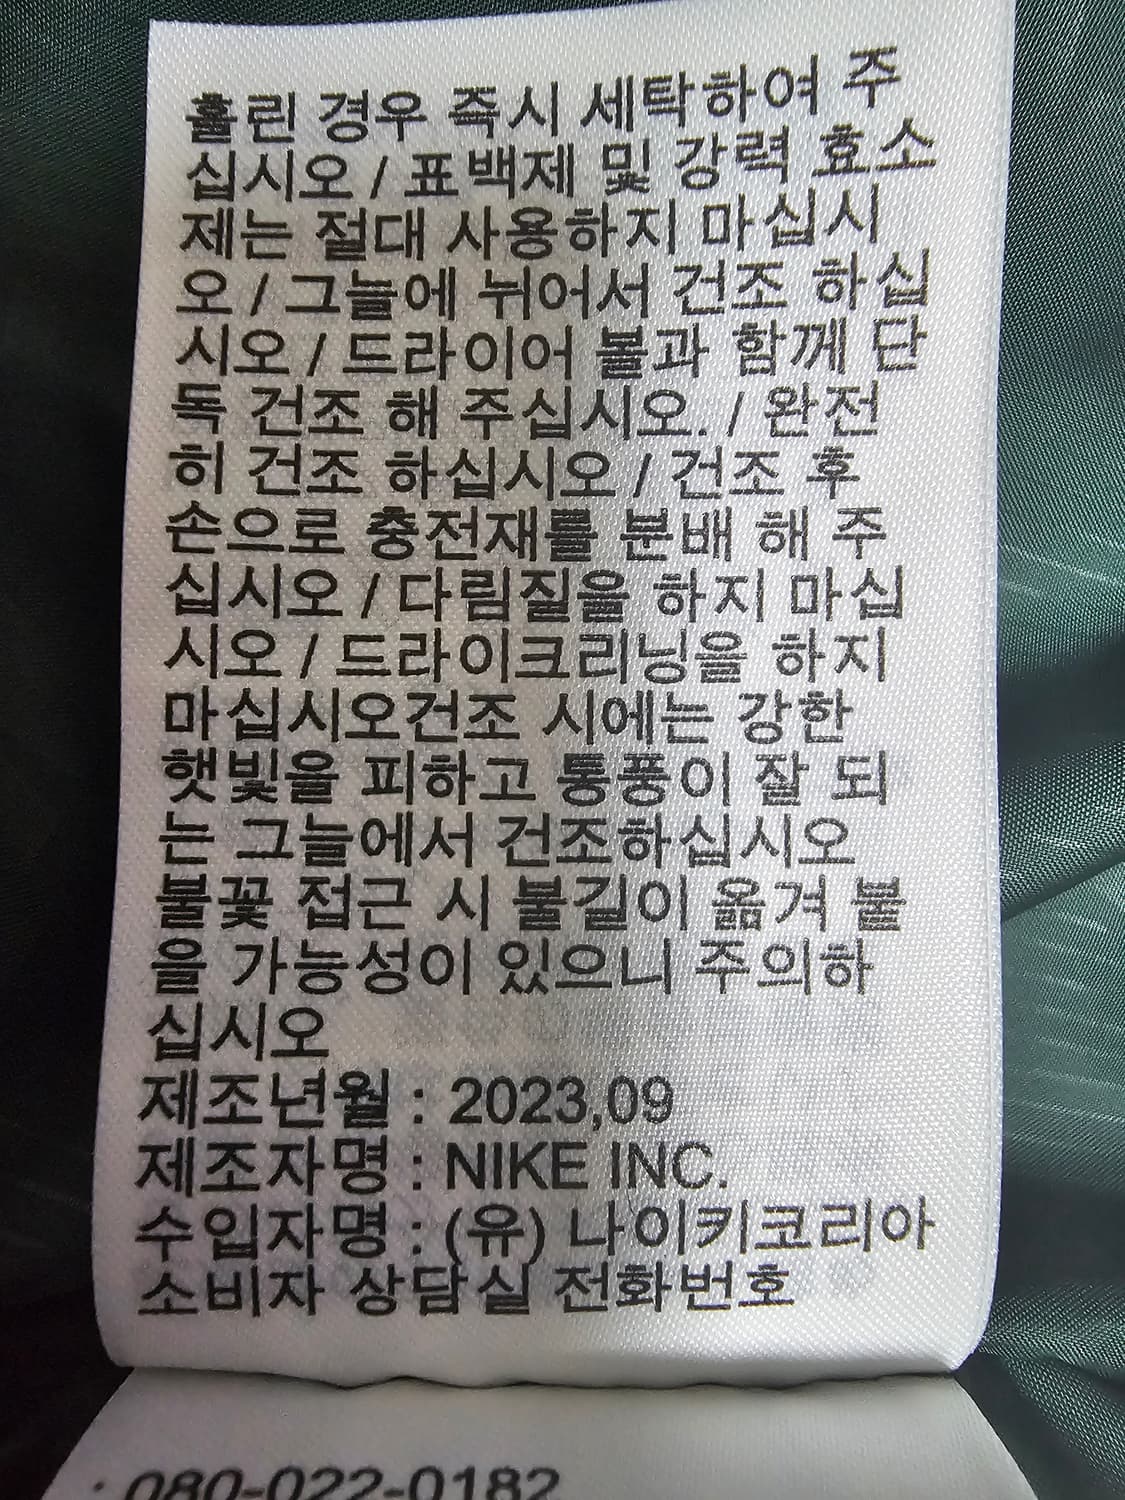 흘린 경우 즉시 세탁하여 주
십시오 / 표백제 및 강력 효소
제는 절대 사용하지 마십시
오 / 그늘에 뉘어서 건조 하십
시오 / 드라이어 볼과 함께 단
독 건조 해 주십시오. / 완전
히 건조 하십시오 / 건조 후
손으로 충전재를 분배 해 주
십시오 / 다림질을 하지 마십
시오 / 드라이크리닝을 하지
마십시오건조 시에는 강한
햇빛을 피하고 통풍이 잘 되
는 그늘에서 건조하십시오
불꽃 접근 시 불길이 옮겨 붙
을 가능성이 있으니 주의하
십시오
제조년월 : 2023,09
제조자명 : NIKE INC.
수입자명 : (유) 나이키코리아
소비자 상담실 전화번호
: 080-022-0182